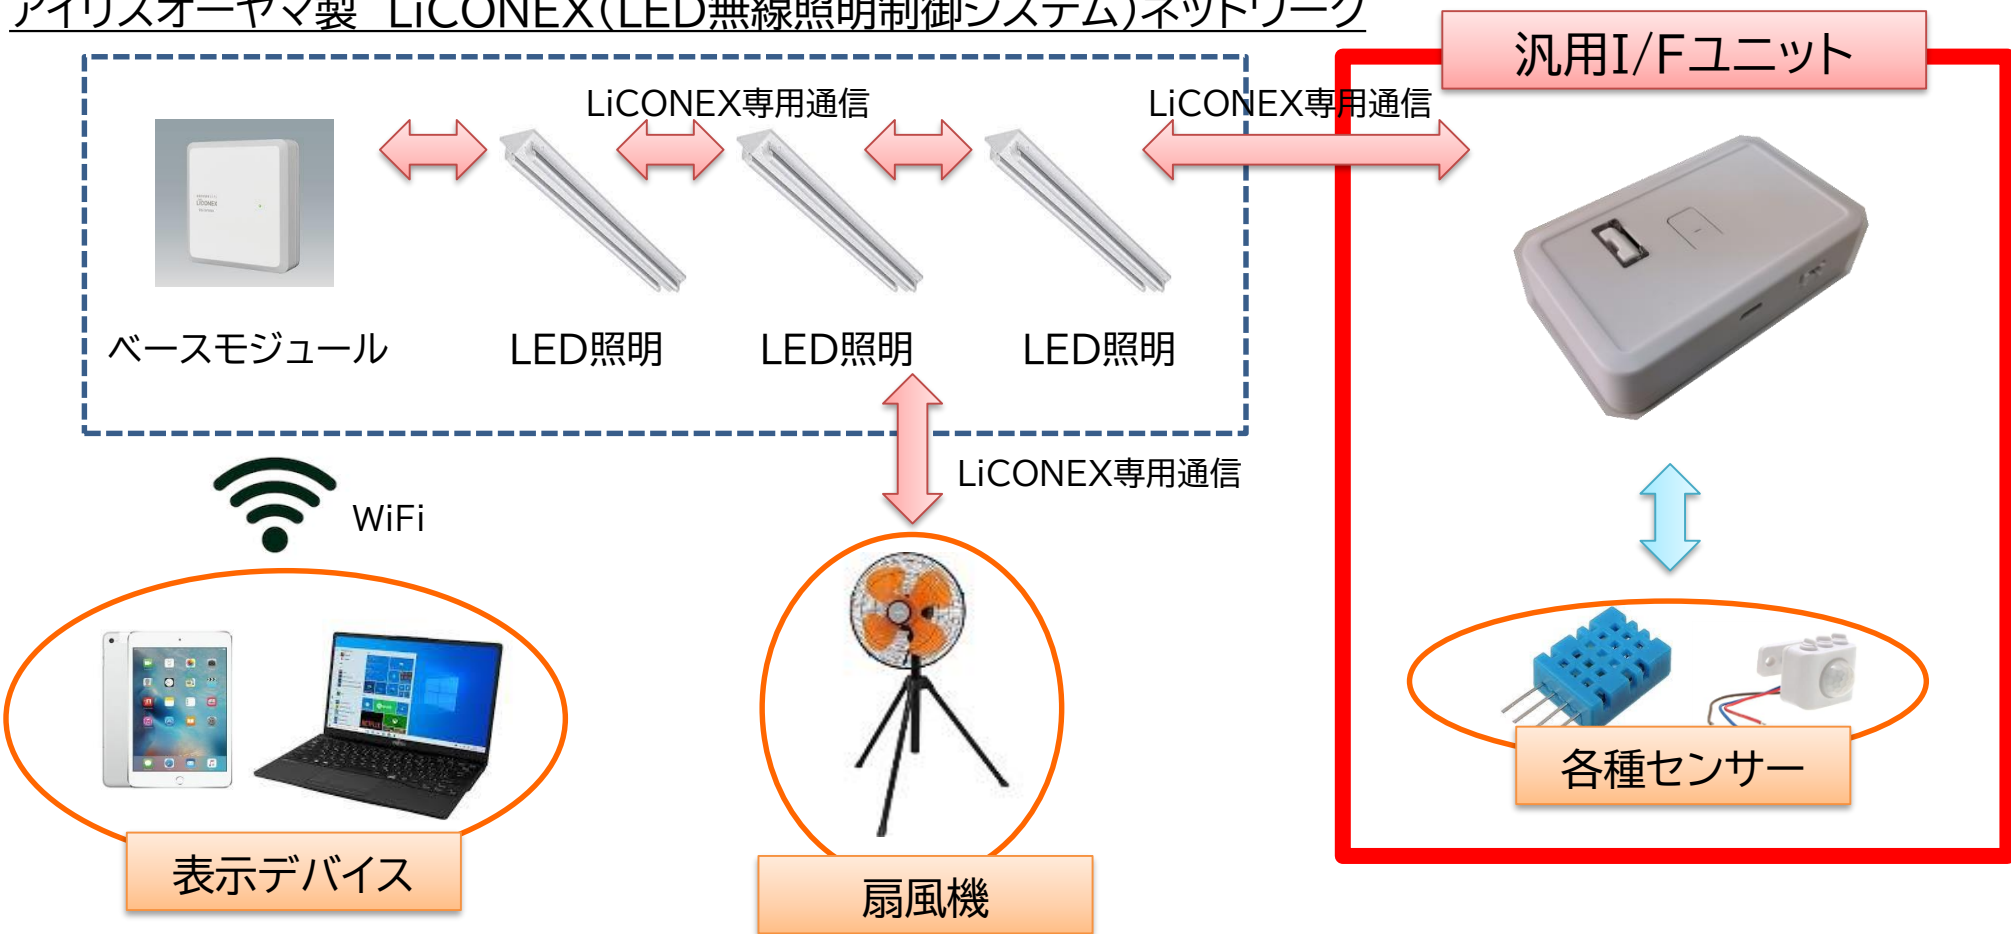 アイリスオーヤマ製　LiCONEX(LED無線照明制御システム)ネットワーク
汎用I/Fユニット
LiCONEX専用通信
LiCONEX専用通信
LiCONEX
ベースモジュール
LED照明
LED照明
LED照明
LiCONEX専用通信
WiFi
各種センサー
表示デバイス
扇風機